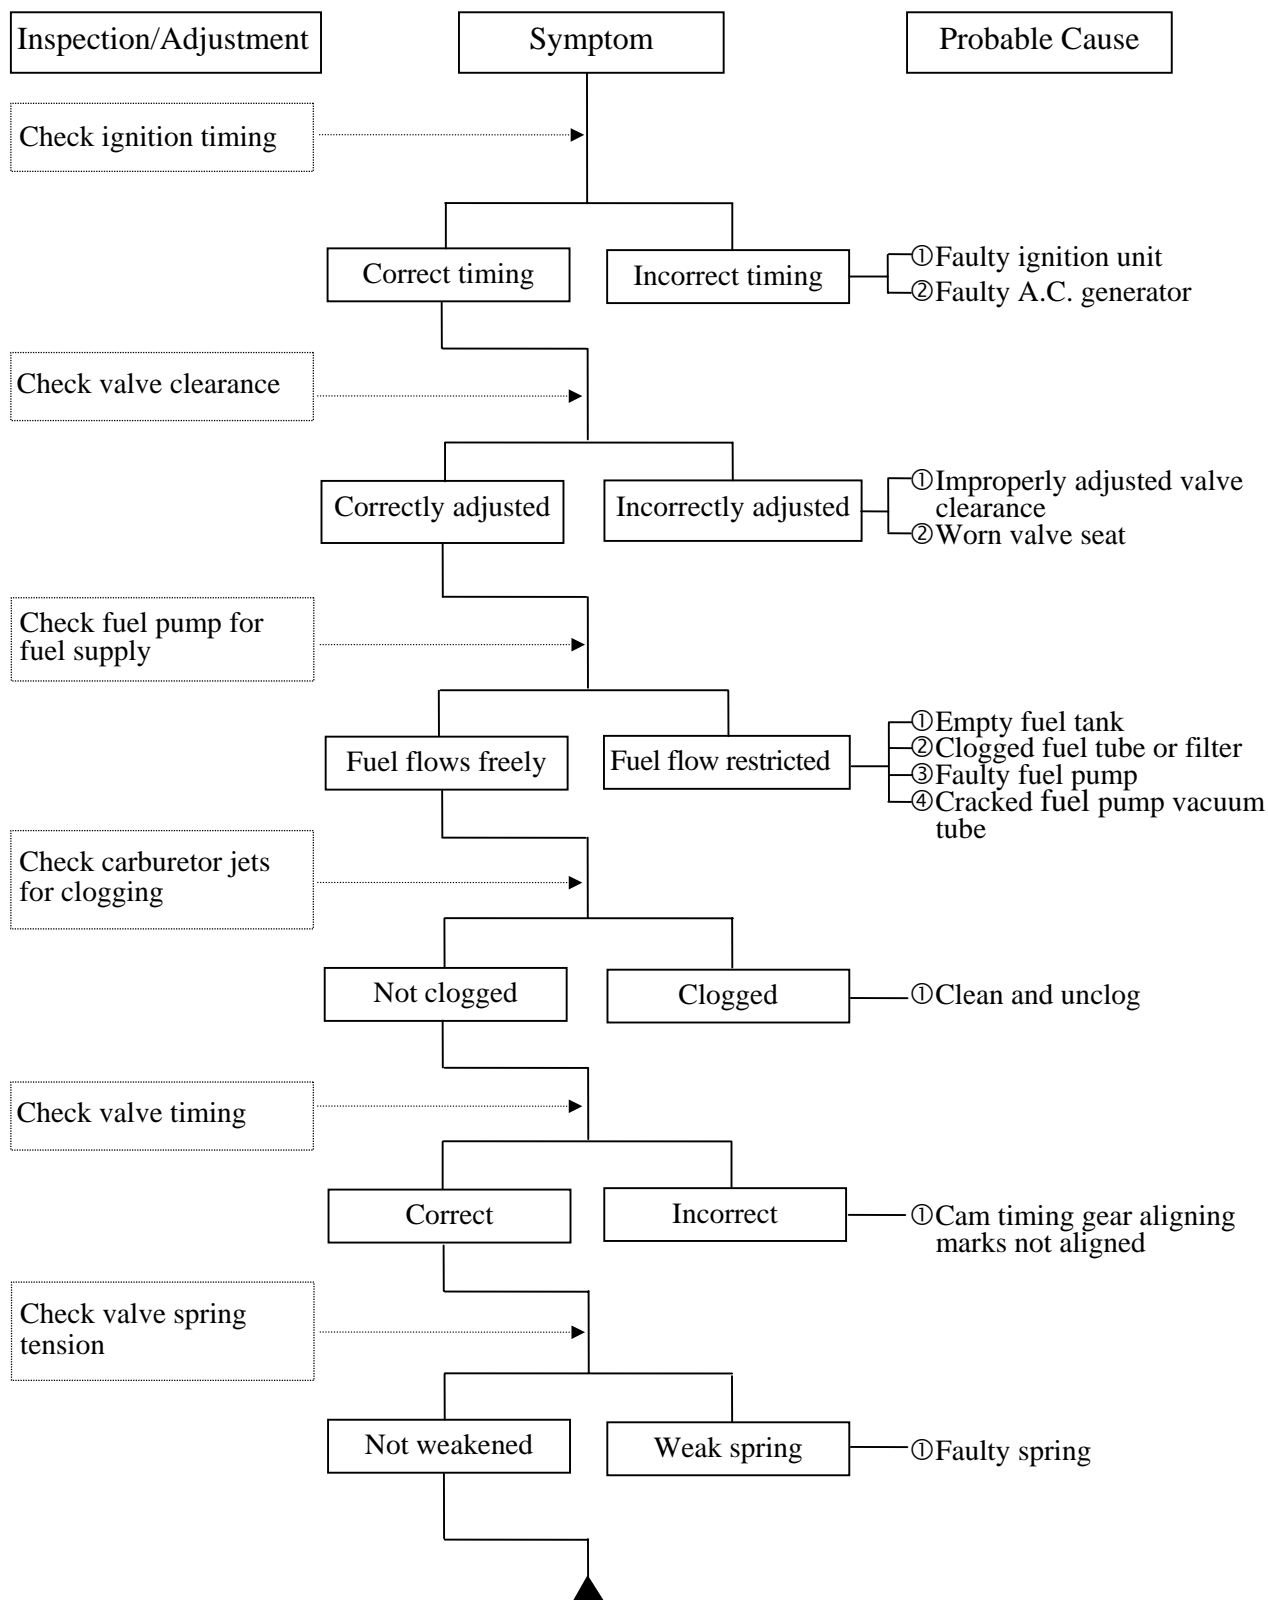 Inspection/Adjustment
Symptom
Probable Cause
Check ignition timing
Correct timing
Incorrect timing
①Faulty ignition unit
②Faulty A.C. generator
Check valve clearance
Correctly adjusted
Incorrectly adjusted
①Improperly adjusted valve
clearance
②Worn valve seat
Check fuel pump for
fuel supply
Fuel flows freely
Fuel flow restricted
①Empty fuel tank
②Clogged fuel tube or filter
③Faulty fuel pump
④Cracked fuel pump vacuum
tube
Check carburetor jets
for clogging
Not clogged
Clogged
①Clean and unclog
Check valve timing
Correct
Incorrect
①Cam timing gear aligning
marks not aligned
Check valve spring
tension
Not weakened
Weak spring
①Faulty spring